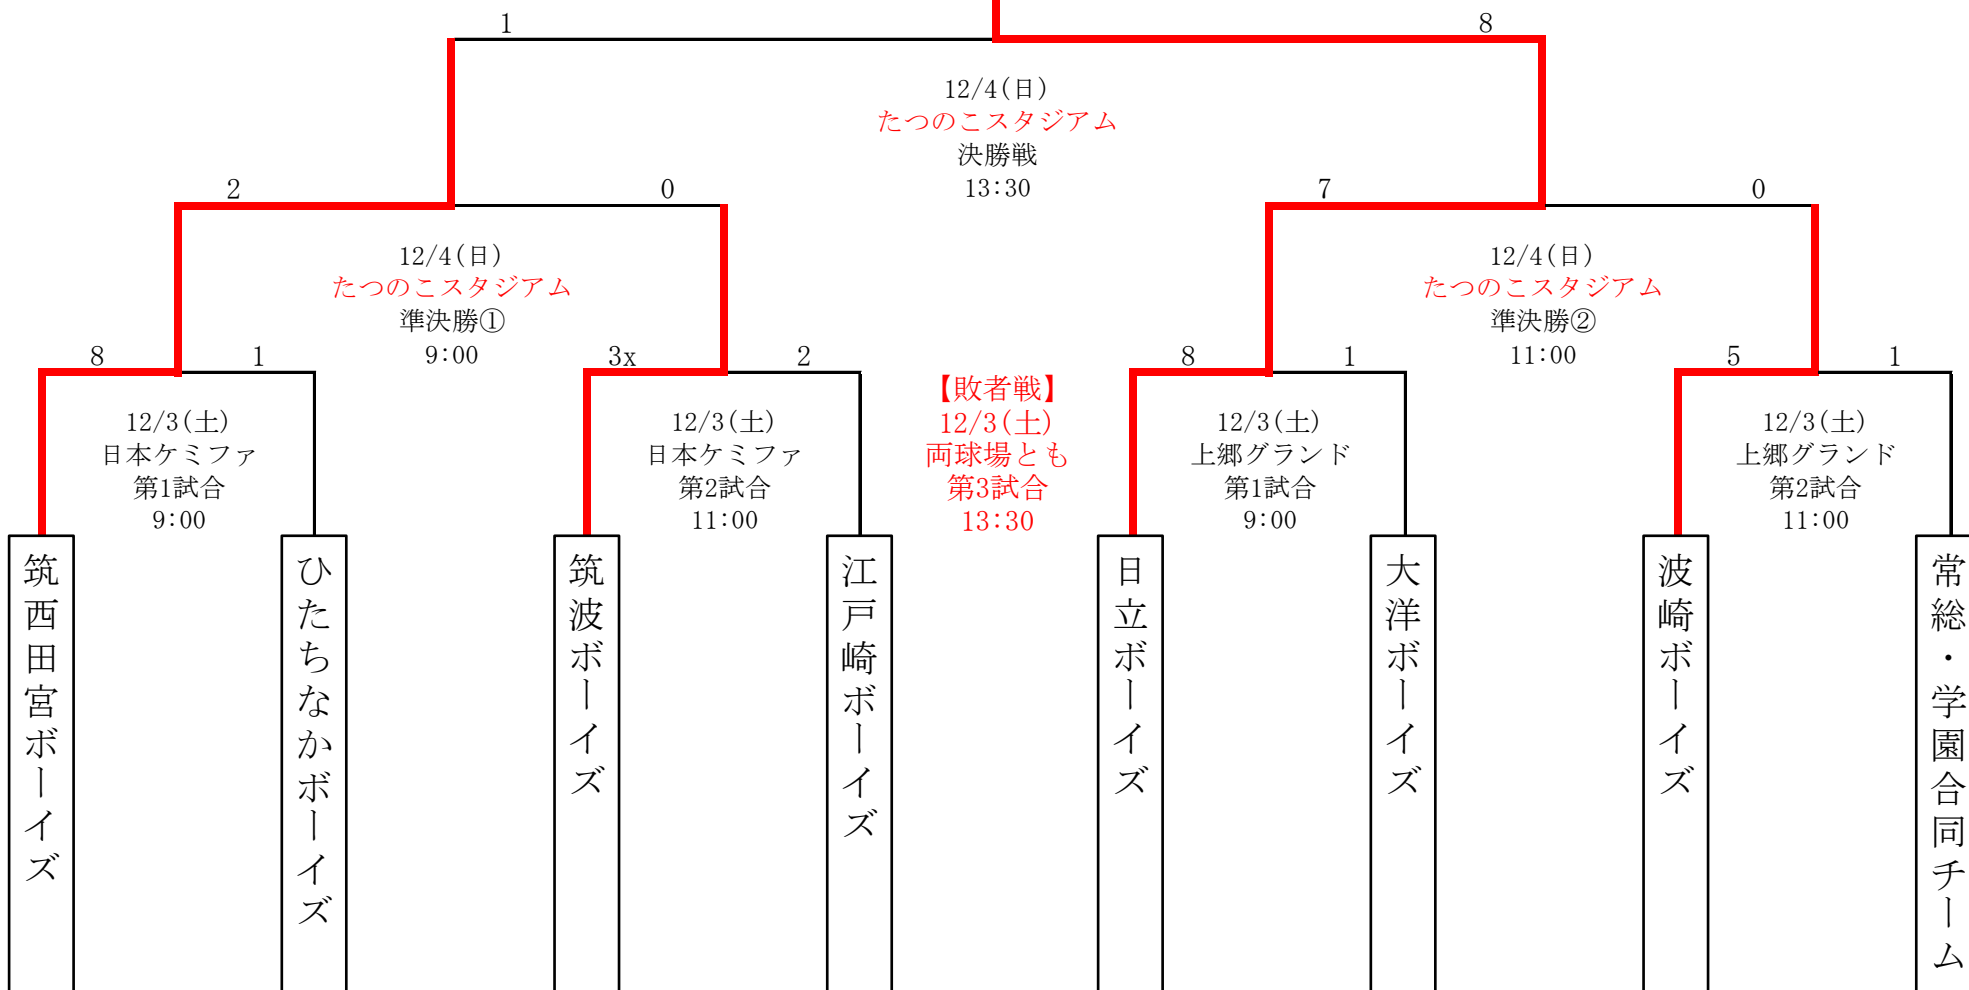 1
8
12/4(日)
たつのこスタジアム
決勝戦
13:30
2
0
7
0
12/4(日)
たつのこスタジアム
準決勝①
9:00
12/4(日)
たつのこスタジアム
準決勝②
11:00
8
1
3x
2
8
1
5
1
12/3(土)
日本ケミファ
第1試合
9:00
12/3(土)
日本ケミファ
第2試合
11:00
【敗者戦】
12/3(土)
両球場とも
第3試合
13:30
12/3(土)
上郷グランド
第1試合
9:00
12/3(土)
上郷グランド
第2試合
11:00
筑西田宮ボーイズ
ひたちなかボーイズ
筑波ボーイズ
江戸崎ボーイズ
日立ボーイズ
大洋ボーイズ
波崎ボーイズ
常総・学園合同チーム